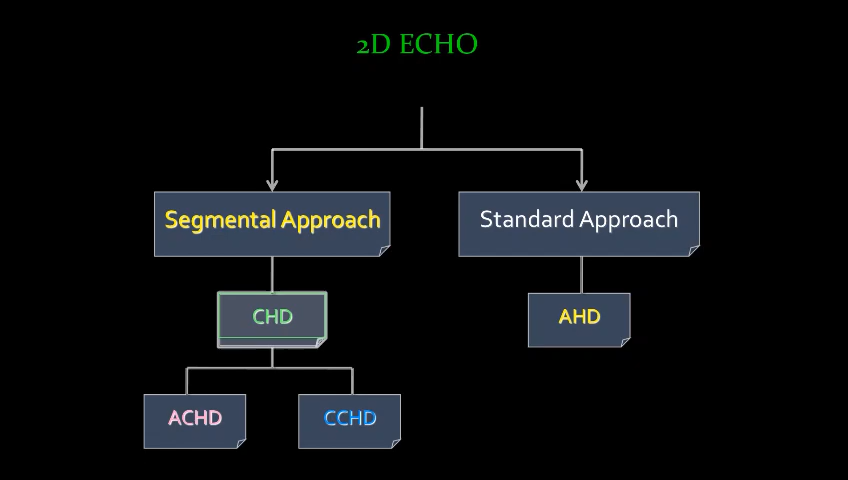 2D ECHO
Segmental Approach
Standard Approach
CHD
AHD
ACHD
CCHD